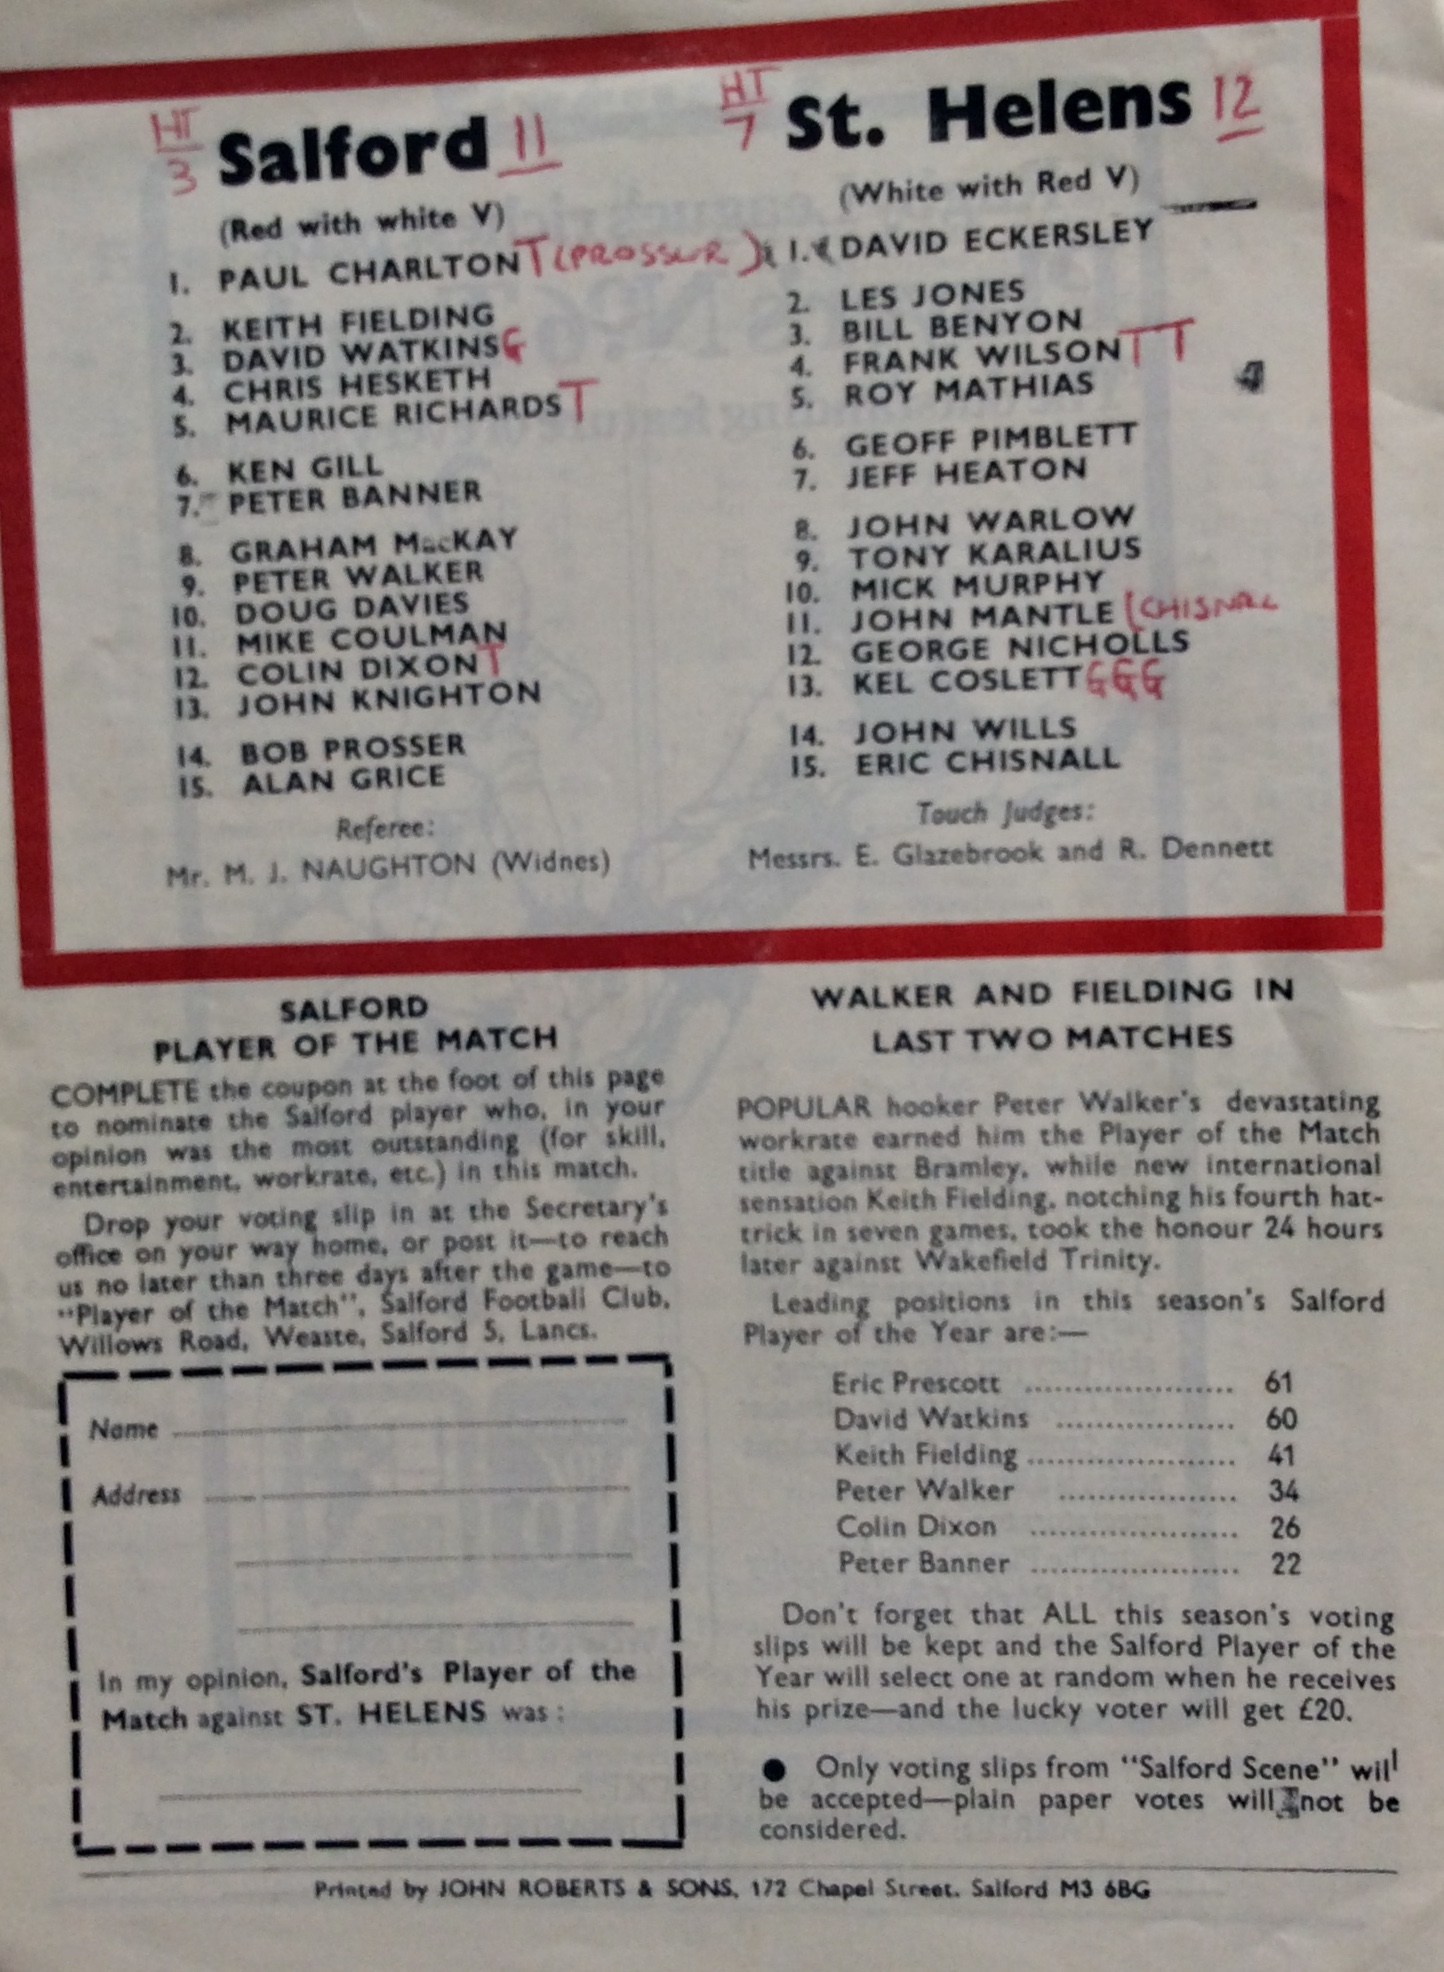 HT
3
Salford 11
(Red with white V)
1. PAUL CHARLTON T (PROSSER)
2. KEITH FIELDING
3. DAVID WATKINS G
4. CHRIS HESKETH
5. MAURICE RICHARDS T
6. KEN GILL
7. PETER BANNER
8. GRAHAM MacKAY
9. PETER WALKER
10. DOUG DAVIES
11. MIKE COULMAN
12. COLIN DIXON T
13. JOHN KNIGHTON
14. BOB PROSSER
15. ALAN GRICE
Referee:
Mr. M. J. NAUGHTON (Widnes)
HT
7
St. Helens 12
(White with Red V)
1. DAVID ECKERSLEY
2. LES JONES
3. BILL BENYON
4. FRANK WILSON T T
5. ROY MATHIAS
6. GEOFF PIMBLETT
7. JEFF HEATON
8. JOHN WARLOW
9. TONY KARALIUS
10. MICK MURPHY
11. JOHN MANTLE (CHISNALL
12. GEORGE NICHOLLS
13. KEL COSLETT G G G
14. JOHN WILLS
15. ERIC CHISNALL
Touch Judges:
Messrs. E. Glazebrook and R. Dennett
SALFORD
PLAYER OF THE MATCH
COMPLETE the coupon at the foot of this page
to nominate the Salford player who, in your
opinion was the most outstanding (for skill,
entertainment, workrate, etc.) in this match.
Drop your voting slip in at the Secretary's
office on your way home, or post it—to reach
us no later than three days after the game—to
"Player of the Match", Salford Football Club,
Willows Road, Weaste, Salford 5, Lancs.
Name
Address
In my opinion, Salford's Player of the
Match against ST. HELENS was :
WALKER AND FIELDING IN
LAST TWO MATCHES
POPULAR hooker Peter Walker's devastating
workrate earned him the Player of the Match
title against Bramley, while new international
sensation Keith Fielding, notching his fourth hat-
trick in seven games, took the honour 24 hours
later against Wakefield Trinity.
Leading positions in this season's Salford
Player of the Year are:—
Eric Prescott ........................ 61
David Watkins .................... 60
Keith Fielding ........................ 41
Peter Walker .................... 34
Colin Dixon ........................ 26
Peter Banner ........................ 22
Don't forget that ALL this season's voting
slips will be kept and the Salford Player of the
Year will select one at random when he receives
his prize—and the lucky voter will get £20.
● Only voting slips from "Salford Scene" will
be accepted—plain paper votes will not be
considered.
Printed by JOHN ROBERTS & SONS, 172 Chapel Street, Salford M3 6BG